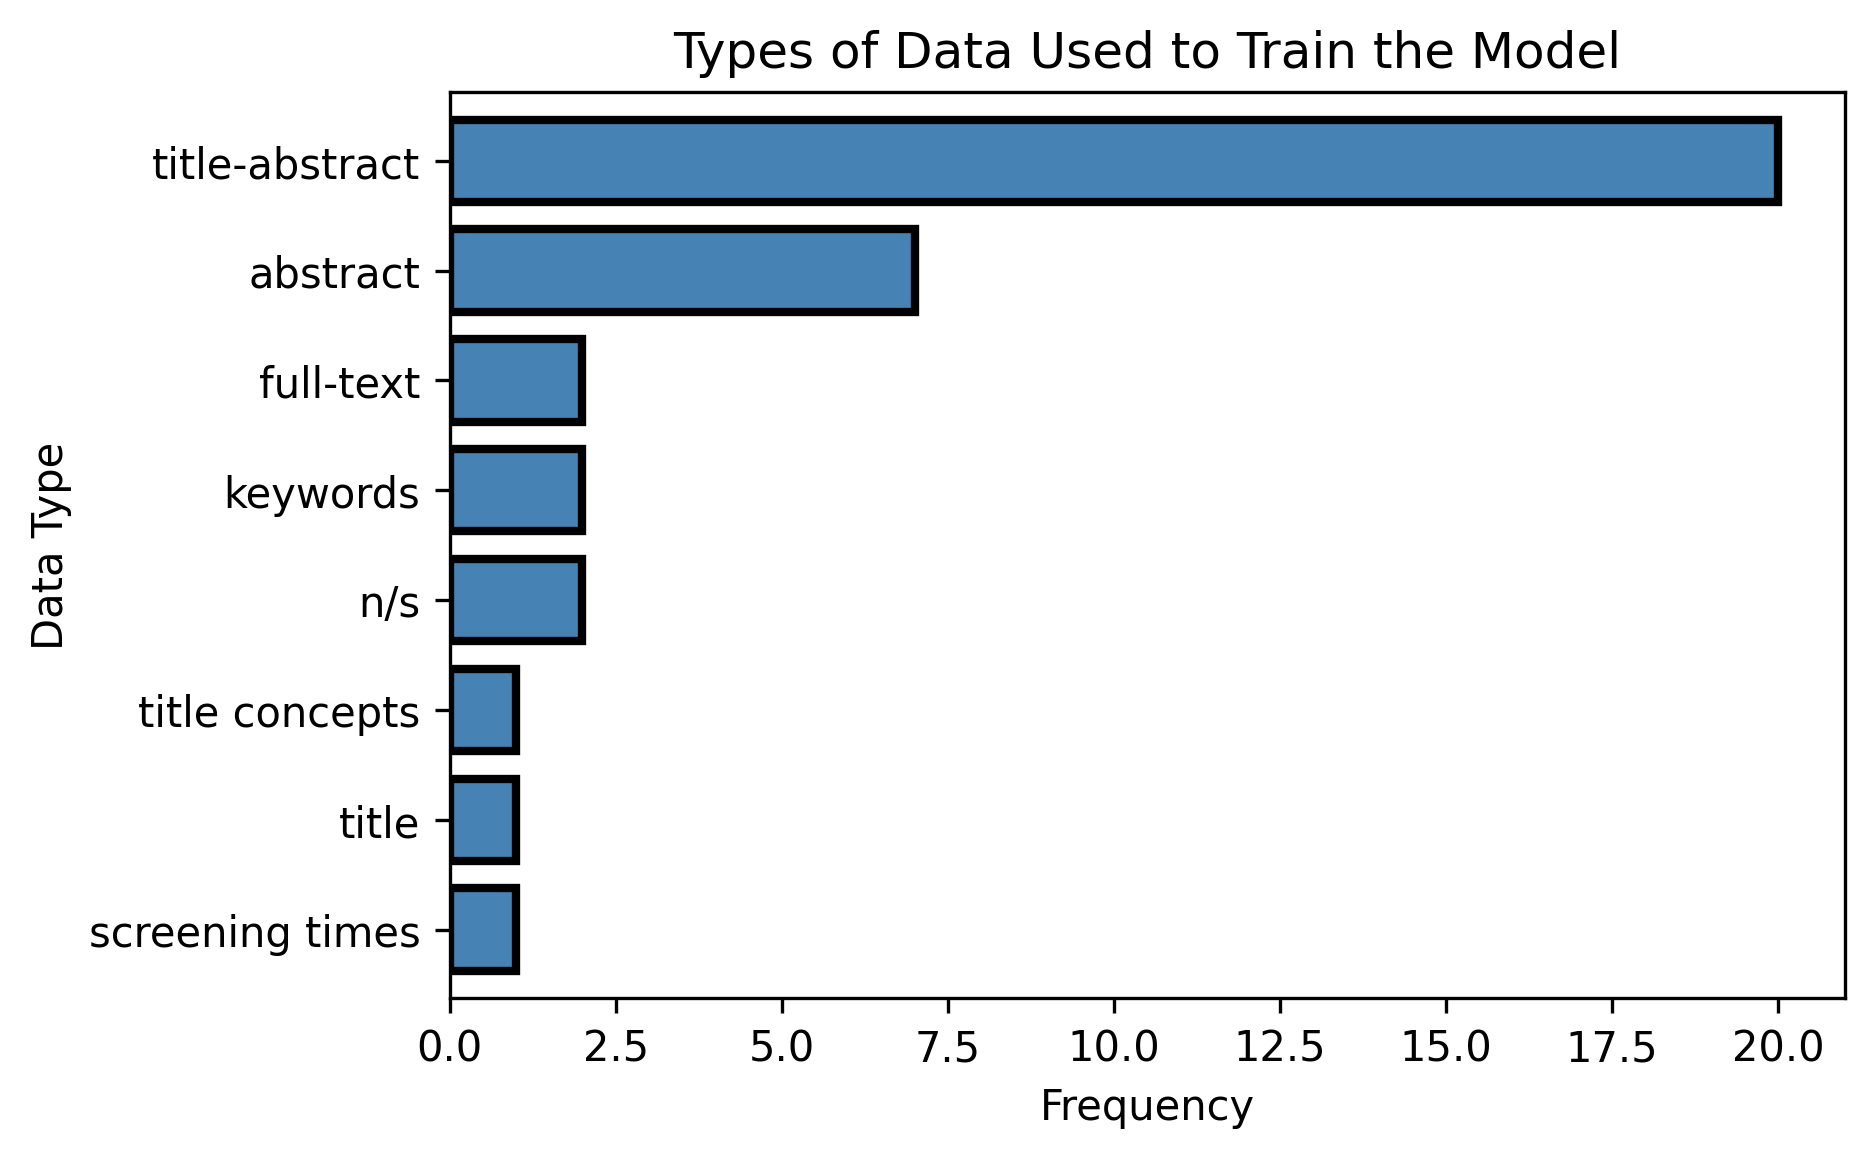 Types of Data Used to Train the Model
title-abstract
abstract
full-text
keywords
n/s
title concepts
title
screening times
Data Type
0.0 2.5 5.0 7.5 10.0 12.5 15.0 17.5 20.0
Frequency